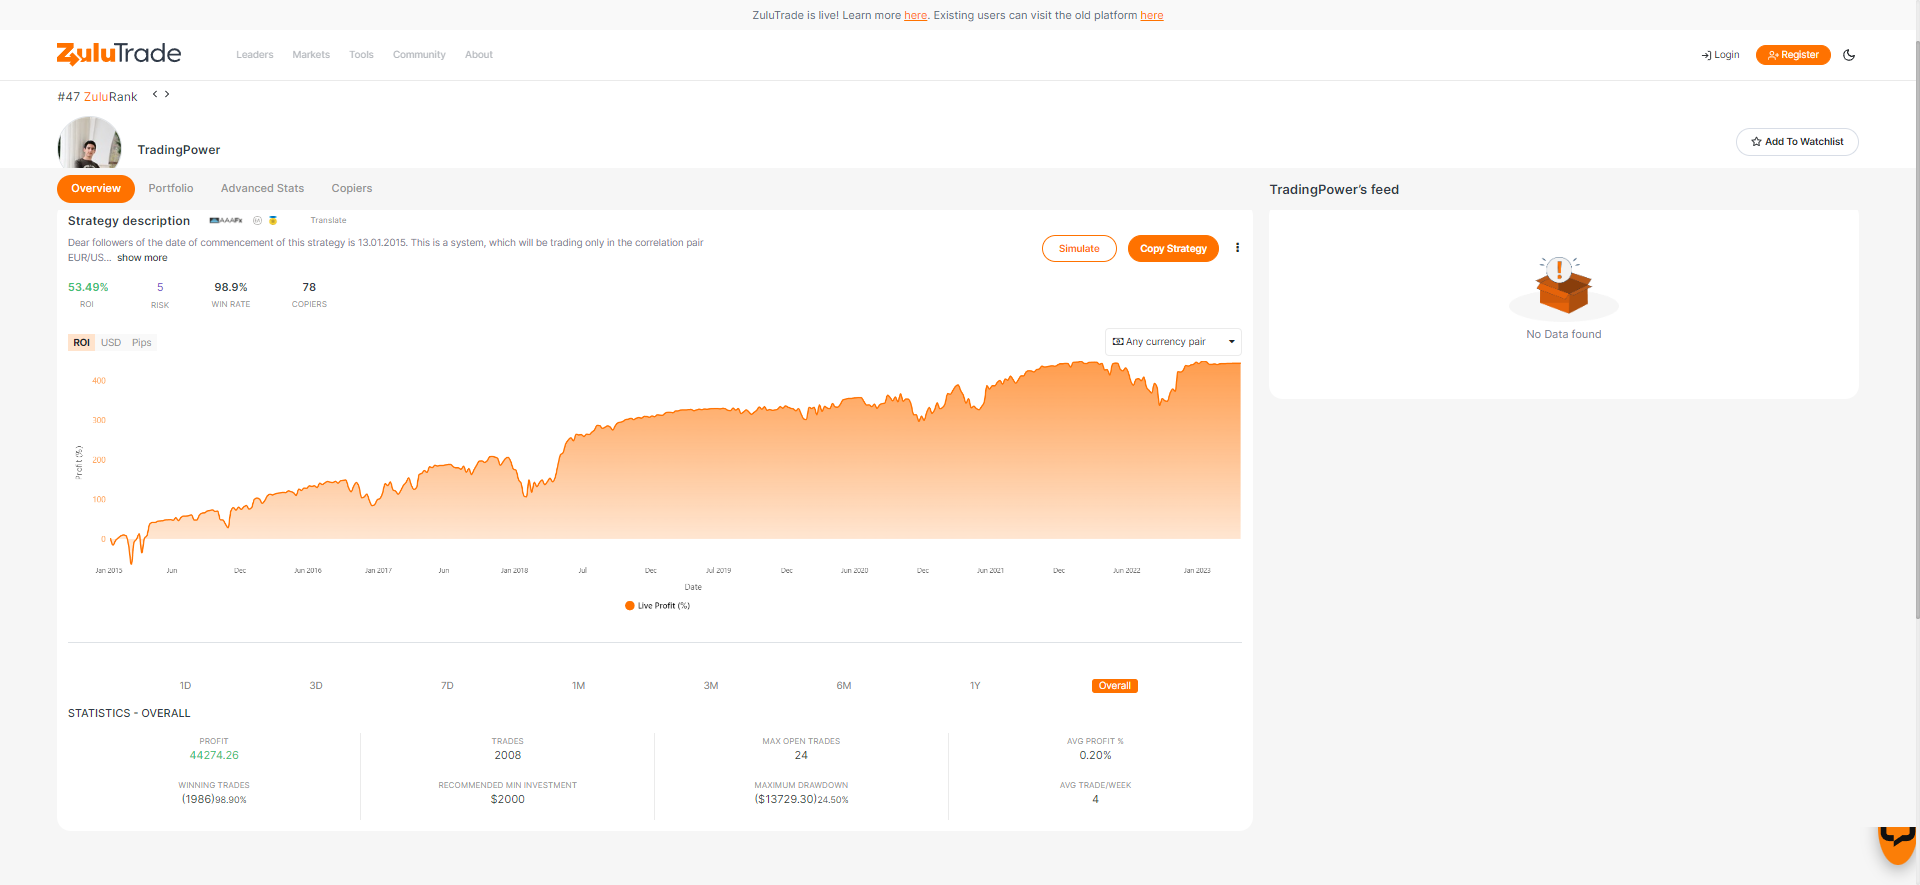 ZuluTrade is live! Learn more here. Existing users can visit the old platform here
ZuluTrade
Leaders Markets Tools Community About
Login Register
#47 ZuluRank
TradingPower
Add To Watchlist
Overview Portfolio Advanced Stats Copiers
TradingPower's feed
Strategy description AAAFx Translate
Dear followers of the date of commencement of this strategy is 13.01.2015. This is a system, which will be trading only in the correlation pair
EUR/US... show more
Simulate Copy Strategy
53.49% 5 98.9% 78
ROI RISK WIN RATE COPIERS
No Data found
ROI USD Pips
Any currency pair
400
300
200
100
0
Profit (%)
Jan 2015 Jun Dec Jun 2016 Jan 2017 Jun Jan 2018 Jul Dec Jul 2019 Dec Jun 2020 Dec Jun 2021 Dec Jun 2022 Jan 2023
Date
Live Profit (%)
1D 3D 7D 1M 3M 6M 1Y Overall
STATISTICS - OVERALL
PROFIT TRADES MAX OPEN TRADES AVG PROFIT %
44274.26 2008 24 0.20%
WINNING TRADES RECOMMENDED MIN INVESTMENT MAXIMUM DRAWDOWN AVG TRADE/WEEK
(1986)98.90% $2000 ($13729.30)24.50% 4